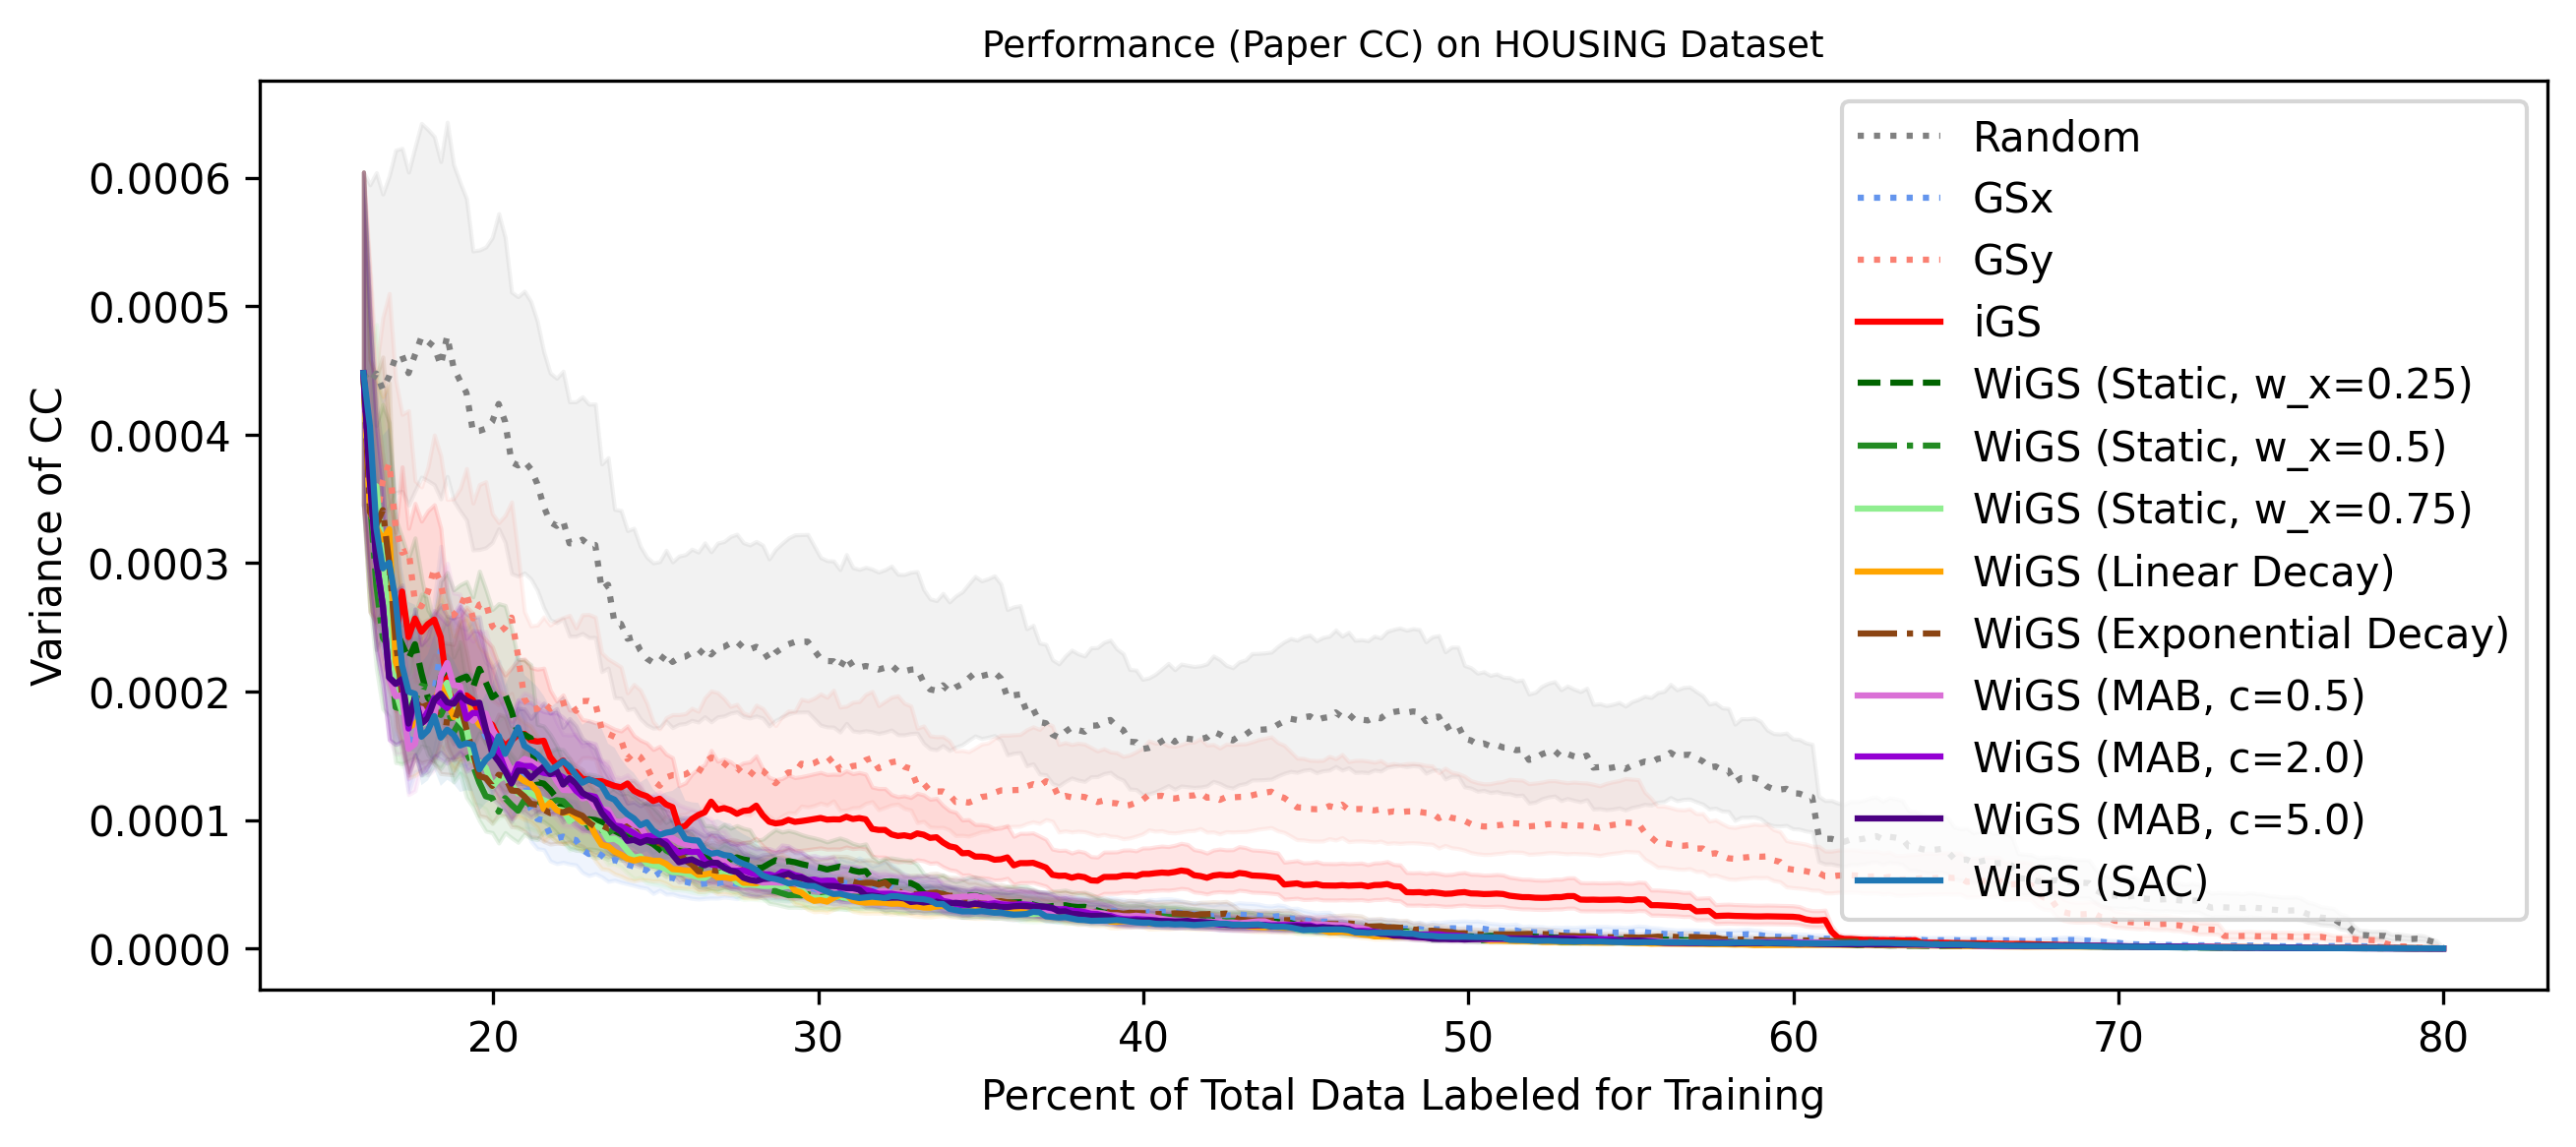 Performance (Paper CC) on HOUSING Dataset
Variance of CC
0.0006
0.0005
0.0004
0.0003
0.0002
0.0001
0.0000
20 30 40 50 60 70 80
Percent of Total Data Labeled for Training
Random
GSx
GSy
iGS
WiGS (Static, w_x=0.25)
WiGS (Static, w_x=0.5)
WiGS (Static, w_x=0.75)
WiGS (Linear Decay)
WiGS (Exponential Decay)
WiGS (MAB, c=0.5)
WiGS (MAB, c=2.0)
WiGS (MAB, c=5.0)
WiGS (SAC)